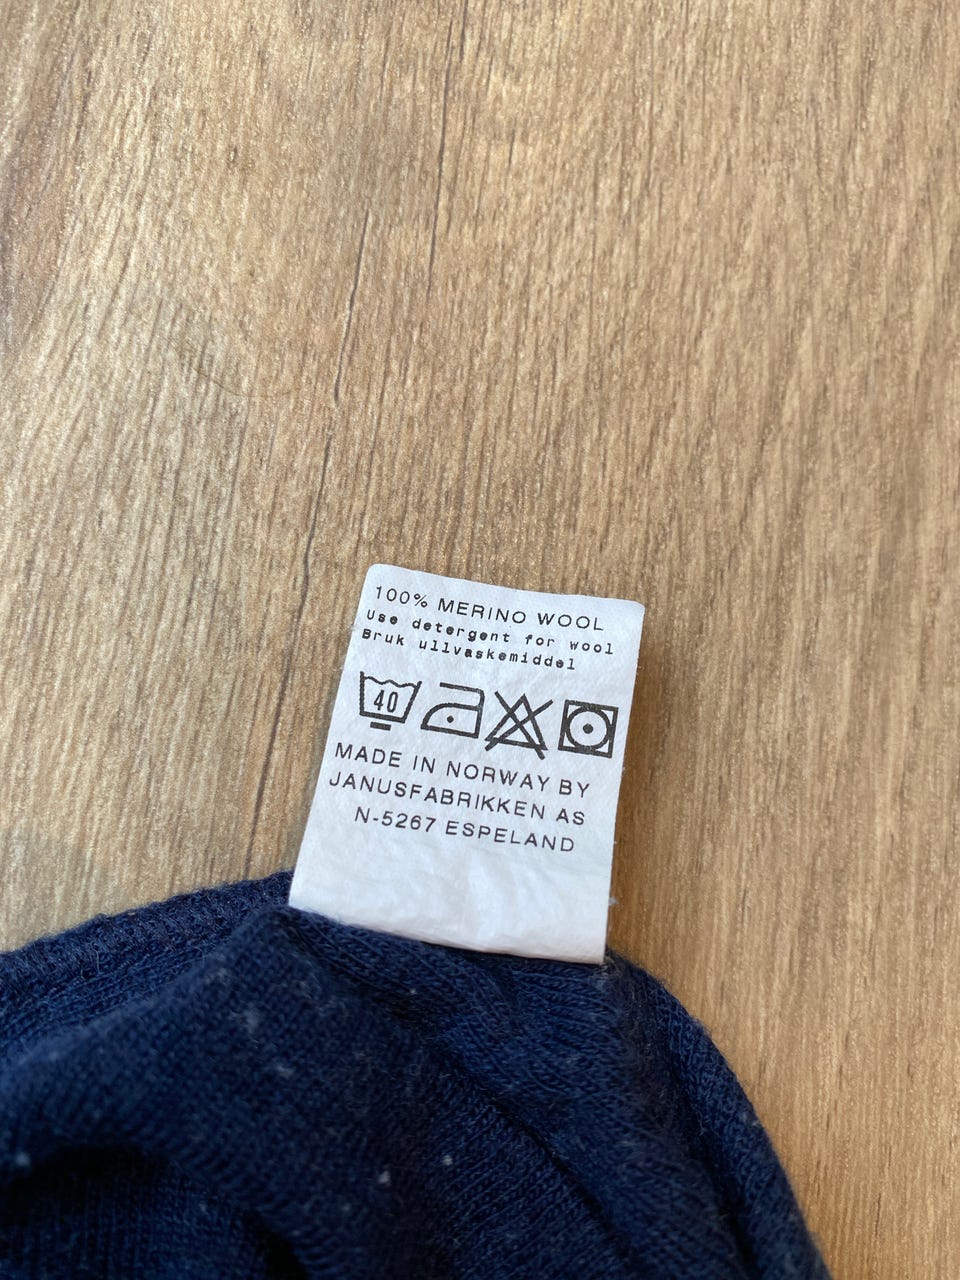 100% MERINO WOOL
Use detergent for wool
Bruk ullvaskemiddel
40
MADE IN NORWAY BY
JANUSFABRIKKEN AS
N-5267 ESPELAND